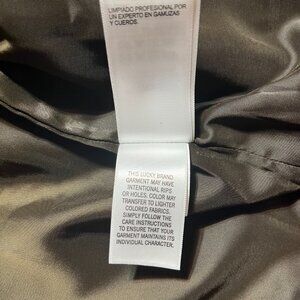 LIMPIADO PROFESIONAL POR
UN EXPERTO EN GAMUZAS
Y CUEROS.
THIS LUCKY BRAND
GARMENT MAY HAVE
INTENTIONAL RIPS
OR HOLES; COLOR MAY
TRANSFER TO LIGHTER
COLORED FABRICS.
SIMPLY FOLLOW THE
CARE INSTRUCTIONS
TO ENSURE THAT YOUR
GARMENT MAINTAINS ITS
INDIVIDUAL CHARACTER.